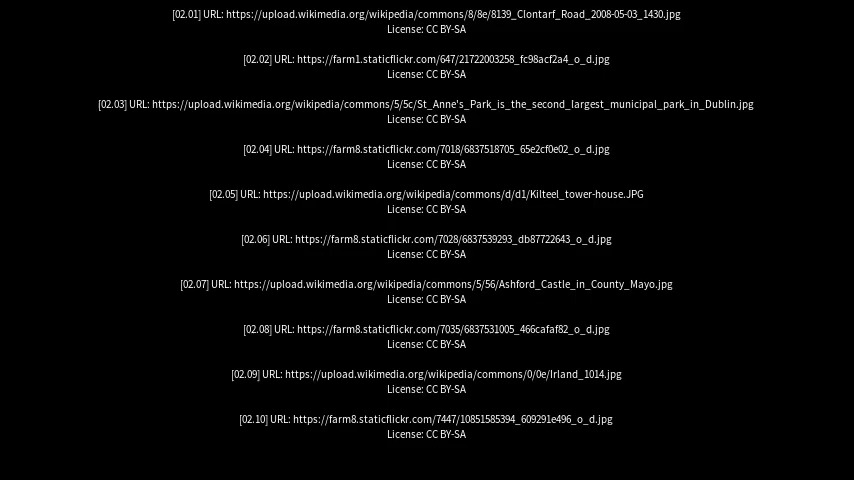 [02.01] URL: https://upload.wikimedia.org/wikipedia/commons/8/8e/8139_Clontarf_Road_2008-05-03_1430.jpg
License: CC BY-SA
[02.02] URL: https://farm1.staticflickr.com/647/21722003258_fc98acf2a4_o_d.jpg
License: CC BY-SA
[02.03] URL: https://upload.wikimedia.org/wikipedia/commons/5/5c/St_Anne's_Park_is_the_second_largest_municipal_park_in_Dublin.jpg
License: CC BY-SA
[02.04] URL: https://farm8.staticflickr.com/7018/6837518705_65e2cf0e02_o_d.jpg
License: CC BY-SA
[02.05] URL: https://upload.wikimedia.org/wikipedia/commons/d/d1/Kilteel_tower-house.JPG
License: CC BY-SA
[02.06] URL: https://farm8.staticflickr.com/7028/6837539293_db87722643_o_d.jpg
License: CC BY-SA
[02.07] URL: https://upload.wikimedia.org/wikipedia/commons/5/56/Ashford_Castle_in_County_Mayo.jpg
License: CC BY-SA
[02.08] URL: https://farm8.staticflickr.com/7035/6837531005_466cafaf82_o_d.jpg
License: CC BY-SA
[02.09] URL: https://upload.wikimedia.org/wikipedia/commons/0/0e/Irland_1014.jpg
License: CC BY-SA
[02.10] URL: https://farm8.staticflickr.com/7447/10851585394_609291e496_o_d.jpg
License: CC BY-SA